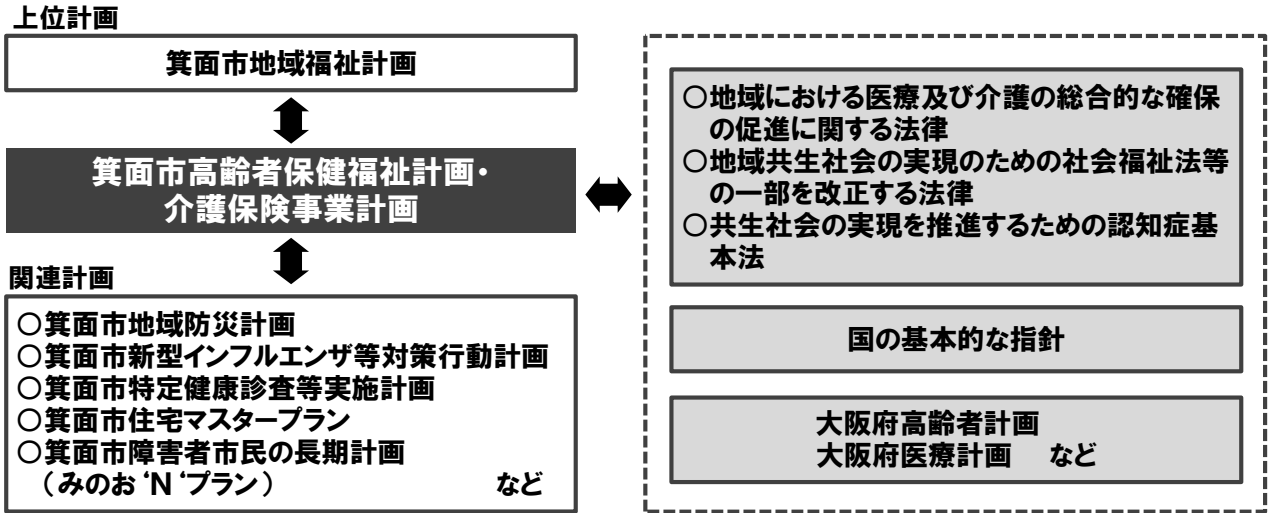 上位計画
箕面市地域福祉計画
箕面市高齢者保健福祉計画・
介護保険事業計画
関連計画
〇箕面市地域防災計画
〇箕面市新型インフルエンザ等対策行動計画
〇箕面市特定健康診査等実施計画
〇箕面市住宅マスタープラン
〇箕面市障害者市民の長期計画
（みのお‘N‘プラン） など
〇地域における医療及び介護の総合的な確保
の促進に関する法律
〇地域共生社会の実現のための社会福祉法等
の一部を改正する法律
〇共生社会の実現を推進するための認知症基
本法
国の基本的な指針
大阪府高齢者計画
大阪府医療計画 など